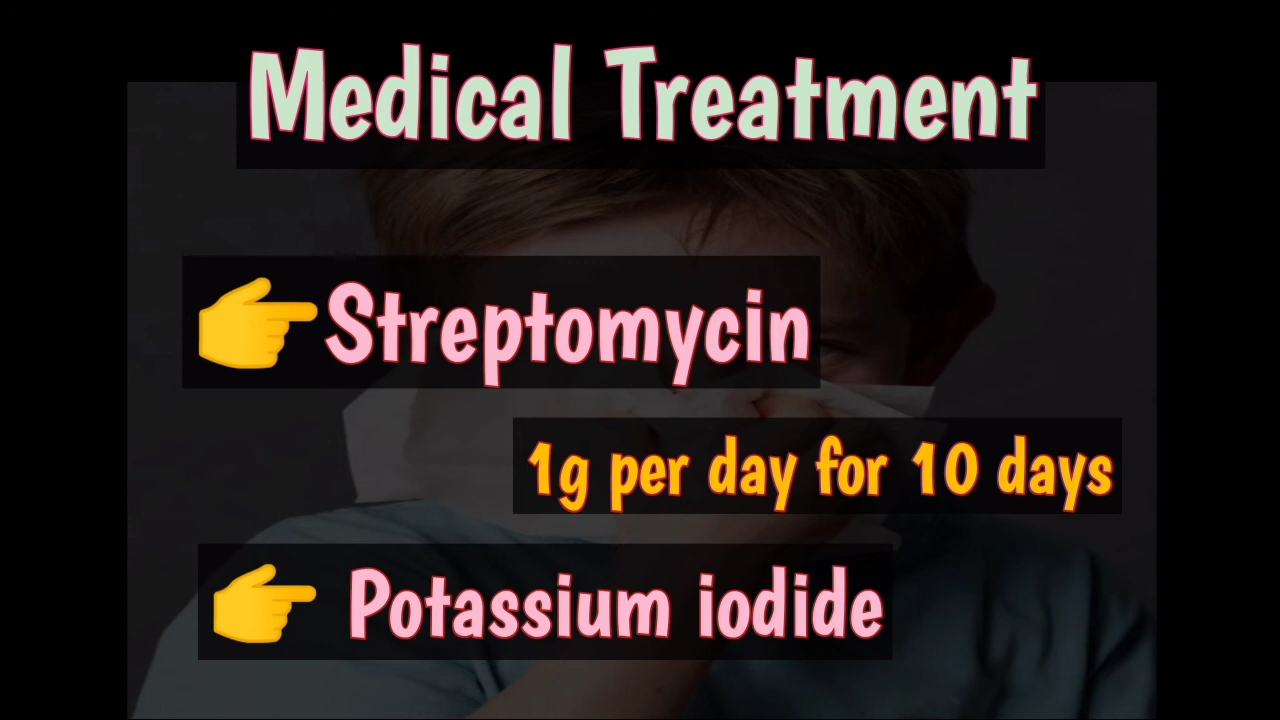 Medical Treatment
👉Streptomycin
1g per day for 10 days
👉 Potassium iodide